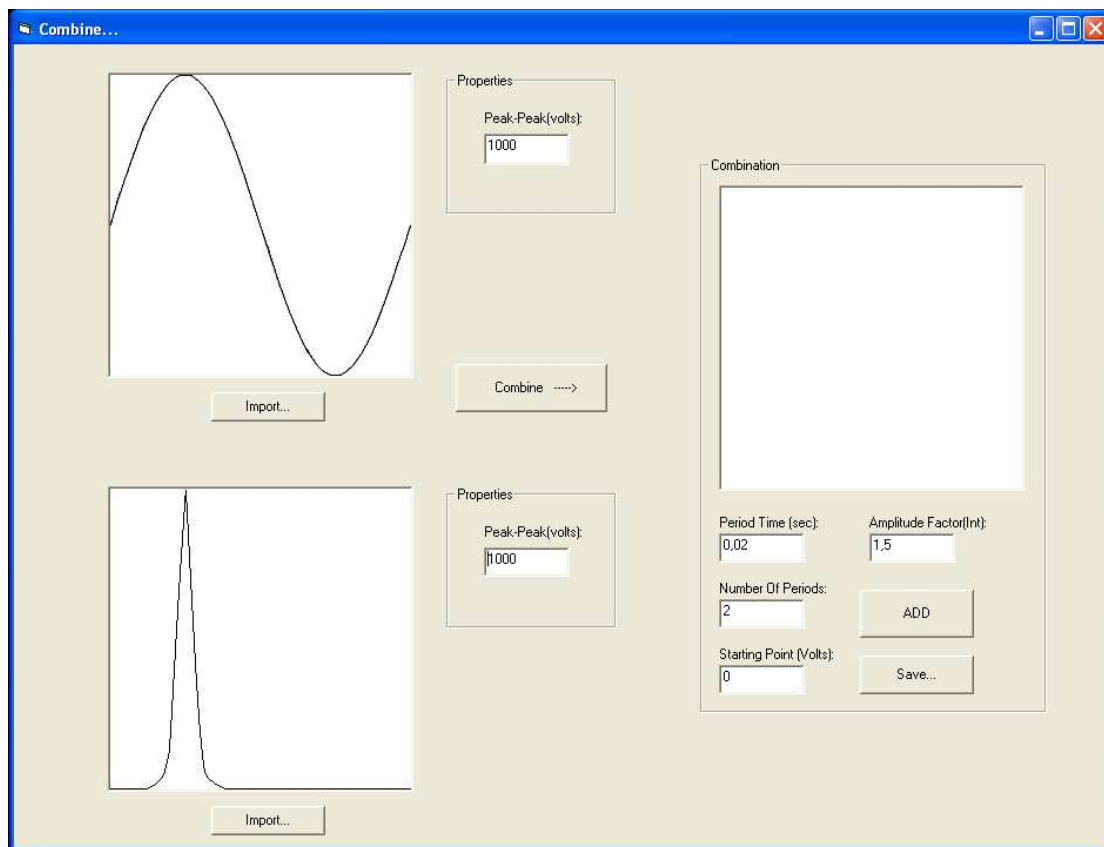 Combine...
Properties
Peak-Peak(volts):
1000
Import...
Combine ----->
Properties
Peak-Peak(volts):
1000
Import...
Combination
Period Time (sec):
0,02
Amplitude Factor(Int):
1,5
Number Of Periods:
2
ADD
Starting Point (Volts):
0
Save...